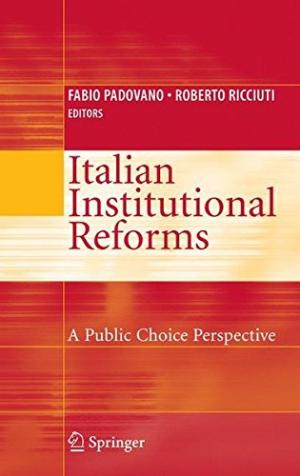 FABIO PADOVANO • ROBERTO RICCIUTI
EDITORS
Italian
Institutional
Reforms
A Public Choice Perspective
Springer